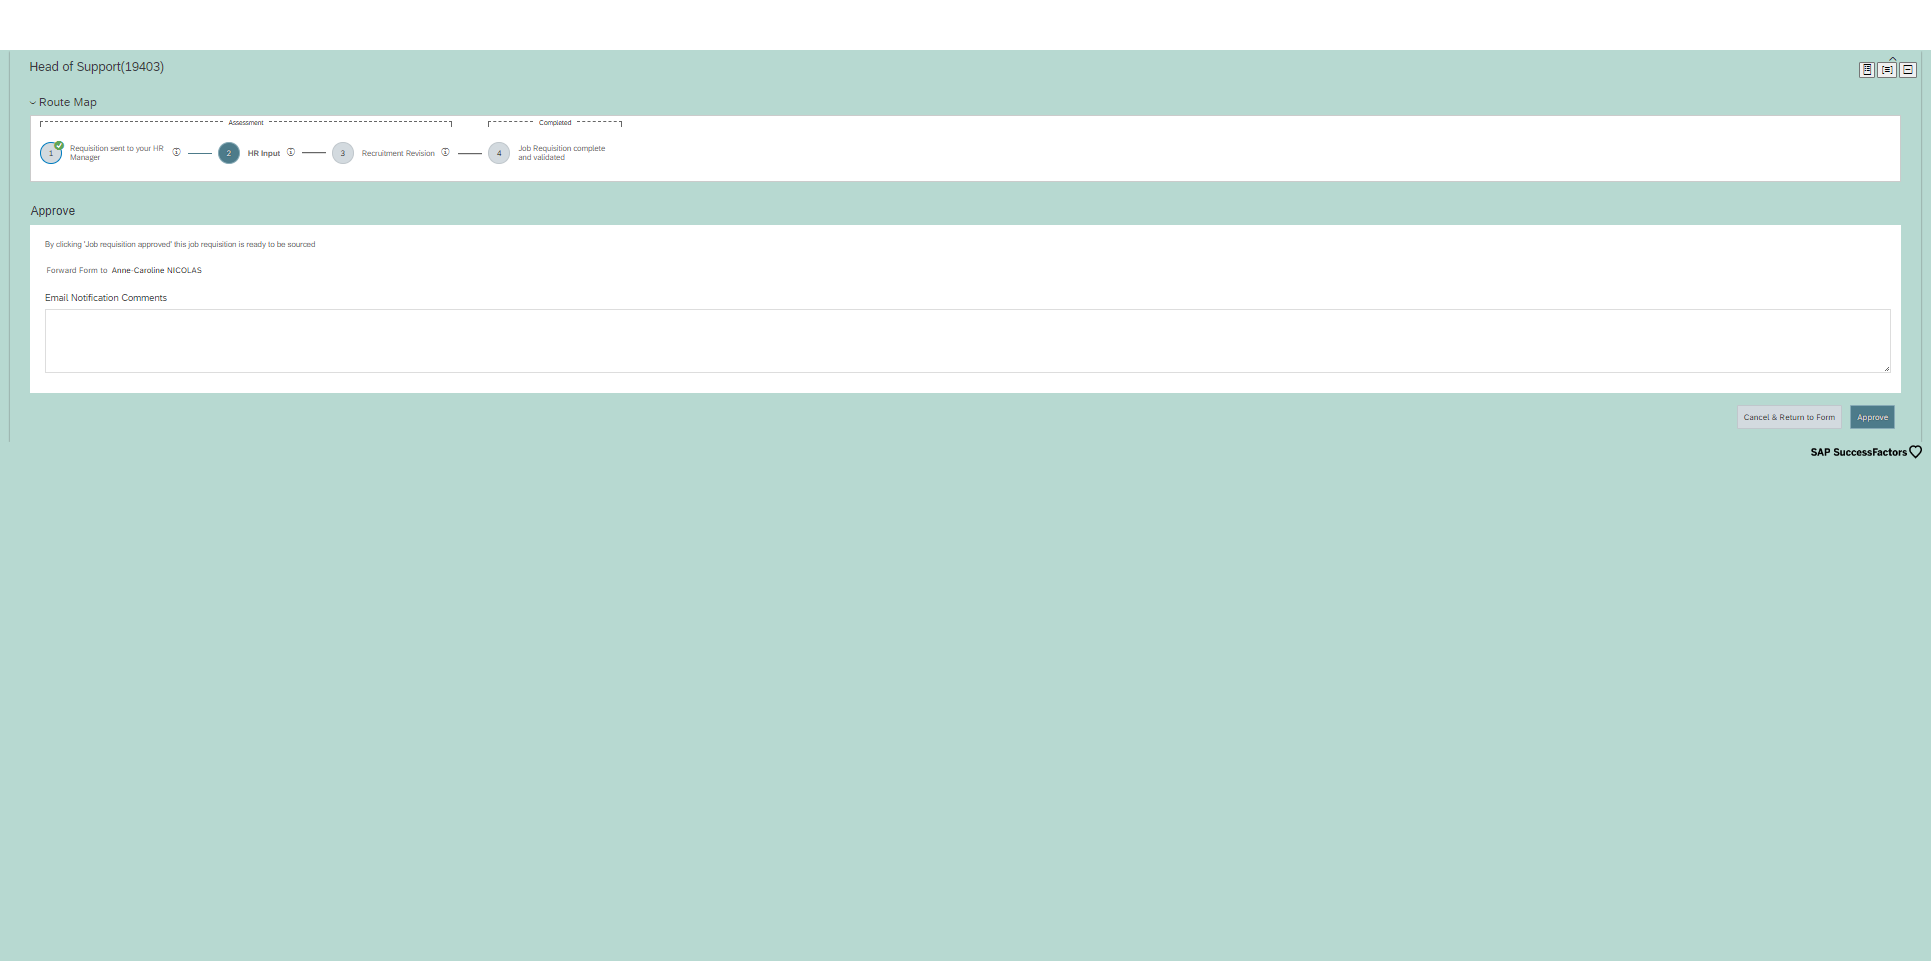 Head of Support(19403)
Route Map
Assessment
Completed
1
Requisition sent to your HR
Manager
2
HR Input
3
Recruitment Revision
4
Job Requisition complete
and validated
Approve
By clicking 'Job requisition approved' this job requisition is ready to be sourced
Forward Form to Anne-Caroline NICOLAS
Email Notification Comments
Cancel & Return to Form
Approve
SAP SuccessFactors